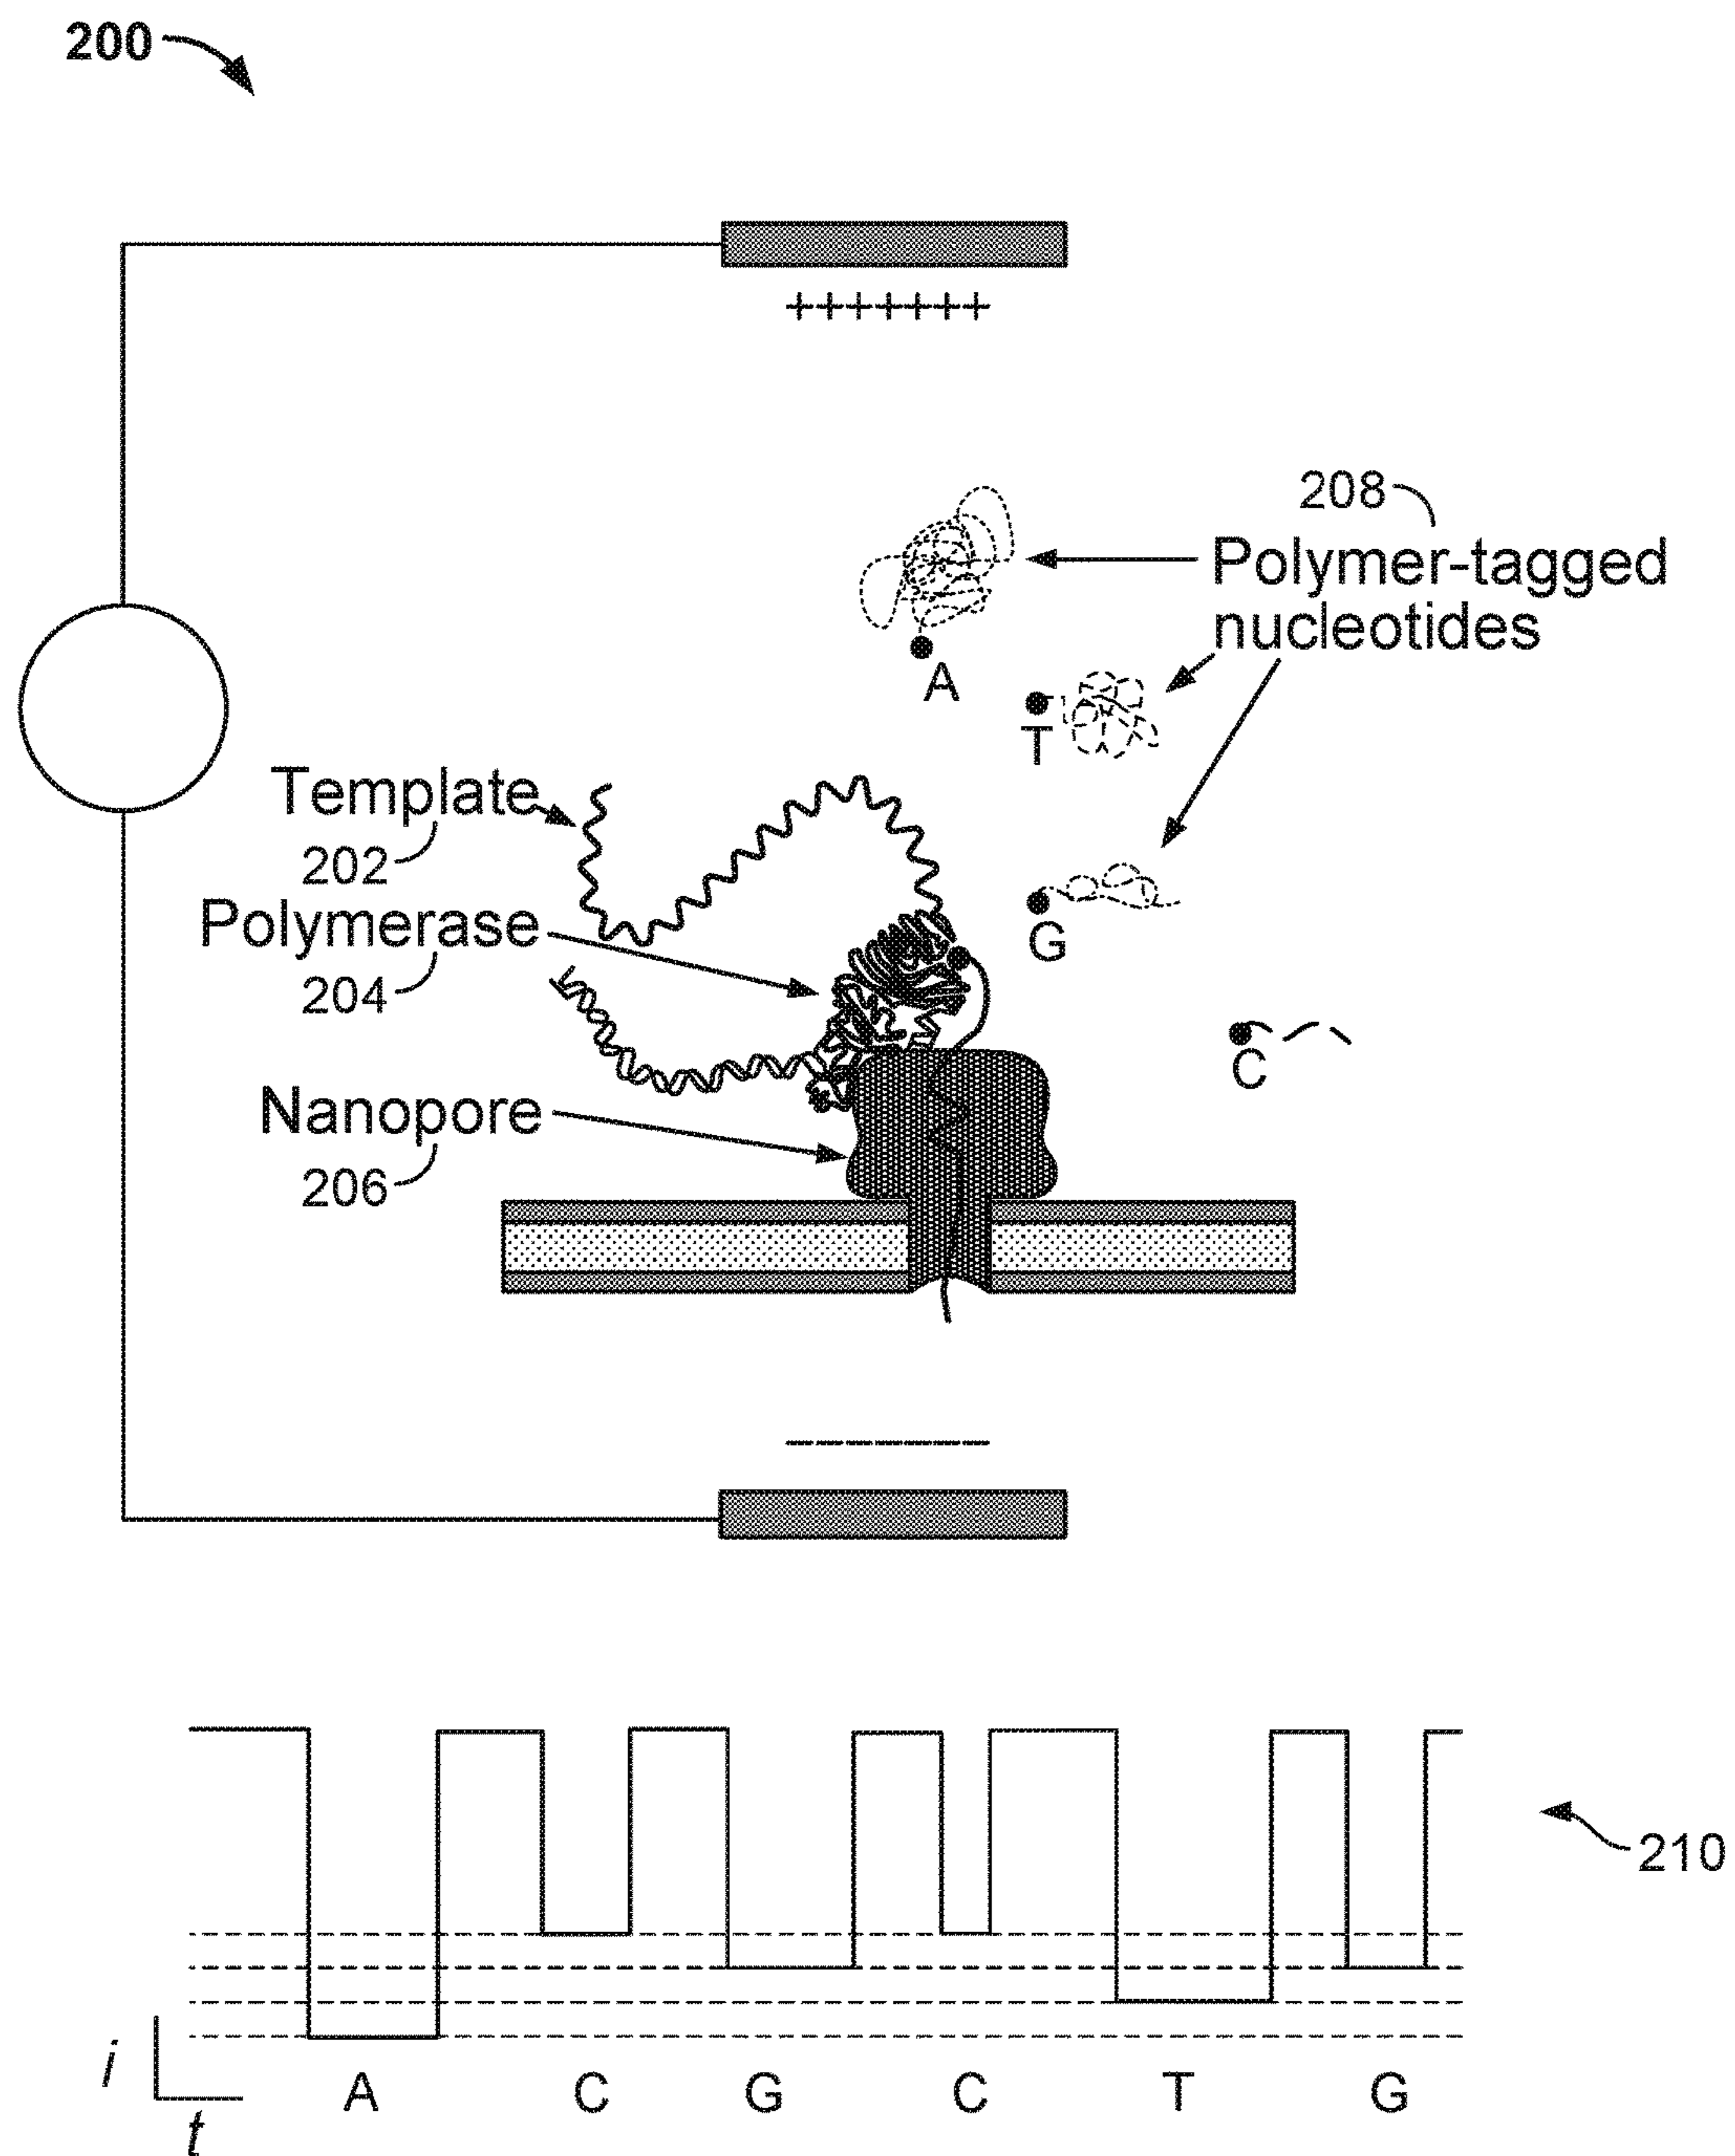 200
+++++++
208
Polymer-tagged
nucleotides
A
T
Template
202
Polymerase
204
G
C
Nanopore
206
-------
210
i
t
A C G C T G